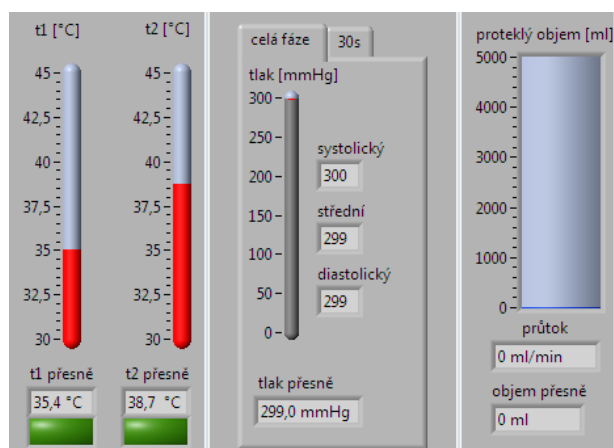 t1 [°C]
45
42,5
40
37,5
35
32,5
30
t1 přesně
35,4 °C
t2 [°C]
45
42,5
40
37,5
35
32,5
30
t2 přesně
38,7 °C
celá fáze
30s
tlak [mmHg]
300
250
200
150
100
50
0
systolický
300
střední
299
diastolický
299
tlak přesně
299,0 mmHg
proteklý objem [ml]
5000
4000
3000
2000
1000
0
průtok
0 ml/min
objem přesně
0 ml